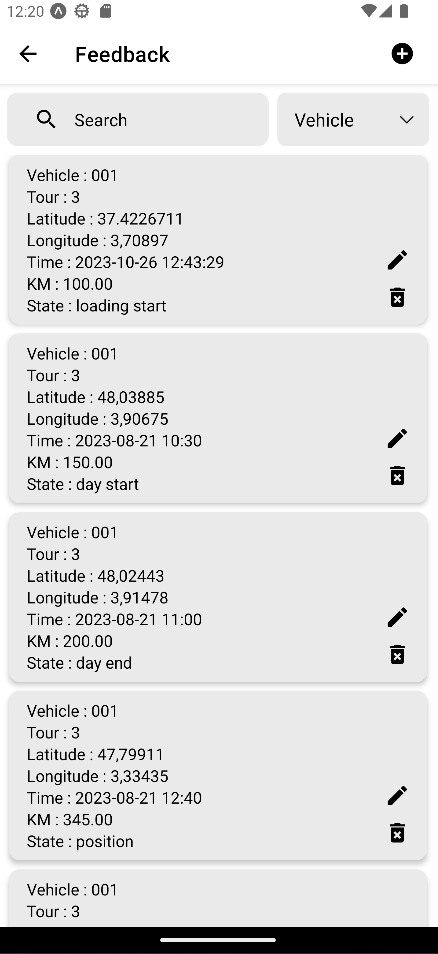 12:20
Feedback
Search
Vehicle
Vehicle : 001
Tour : 3
Latitude : 37.4226711
Longitude : 3,70897
Time : 2023-10-26 12:43:29
KM : 100.00
State : loading start
Vehicle : 001
Tour : 3
Latitude : 48,03885
Longitude : 3,90675
Time : 2023-08-21 10:30
KM : 150.00
State : day start
Vehicle : 001
Tour : 3
Latitude : 48,02443
Longitude : 3,91478
Time : 2023-08-21 11:00
KM : 200.00
State : day end
Vehicle : 001
Tour : 3
Latitude : 47,79911
Longitude : 3,33435
Time : 2023-08-21 12:40
KM : 345.00
State : position
Vehicle : 001
Tour : 3